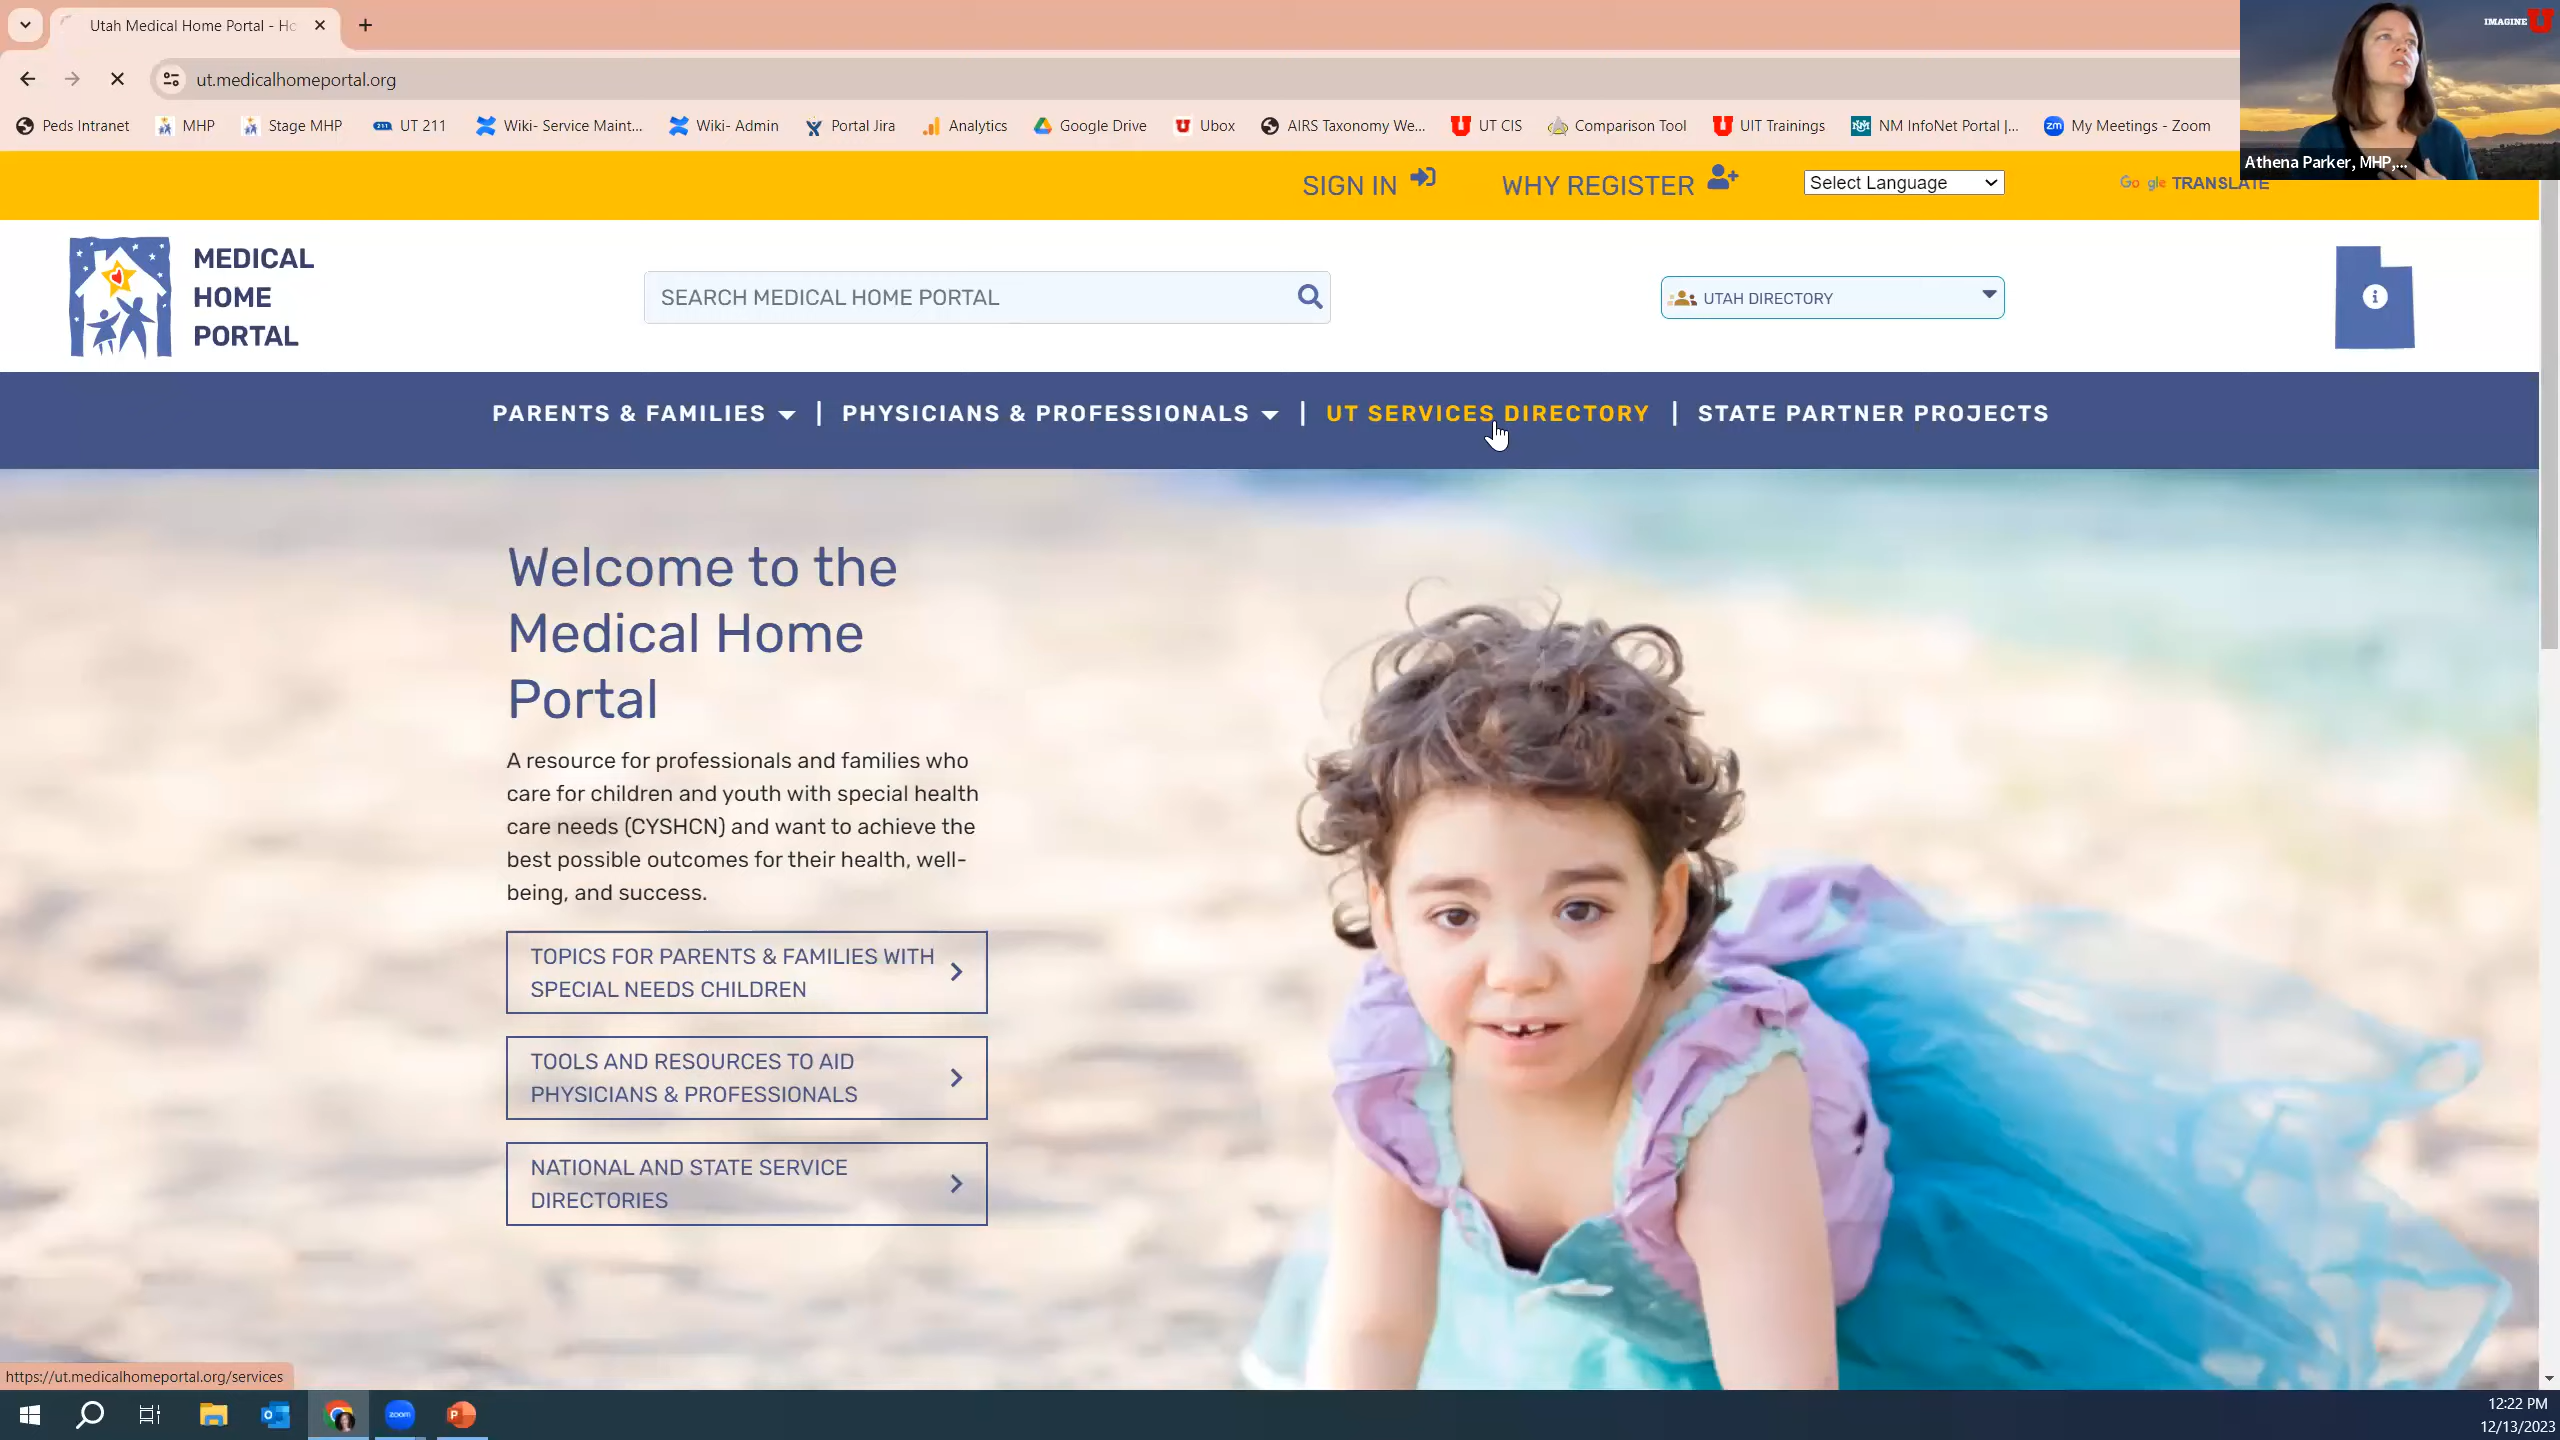 Utah Medical Home Portal - Ho
IMAGINE U
ut.medicalhomeportal.org
Peds Intranet
MHP
Stage MHP
211
UT 211
Wiki- Service Maint...
Wiki- Admin
Portal Jira
Analytics
Google Drive
Ubox
AIRS Taxonomy We...
UT CIS
Comparison Tool
UIT Trainings
NM InfoNet Portal |...
zm
My Meetings - Zoom
Athena Parker, MHP,...
SIGN IN
WHY REGISTER
Select Language
Go gle TRANSLATE
MEDICAL
HOME
PORTAL
SEARCH MEDICAL HOME PORTAL
UTAH DIRECTORY
PARENTS & FAMILIES | PHYSICIANS & PROFESSIONALS | UT SERVICES DIRECTORY | STATE PARTNER PROJECTS
Welcome to the
Medical Home
Portal
A resource for professionals and families who
care for children and youth with special health
care needs (CYSHCN) and want to achieve the
best possible outcomes for their health, well-
being, and success.
TOPICS FOR PARENTS & FAMILIES WITH
SPECIAL NEEDS CHILDREN
TOOLS AND RESOURCES TO AID
PHYSICIANS & PROFESSIONALS
NATIONAL AND STATE SERVICE
DIRECTORIES
https://ut.medicalhomeportal.org/services
zoom
12:22 PM
12/13/2023